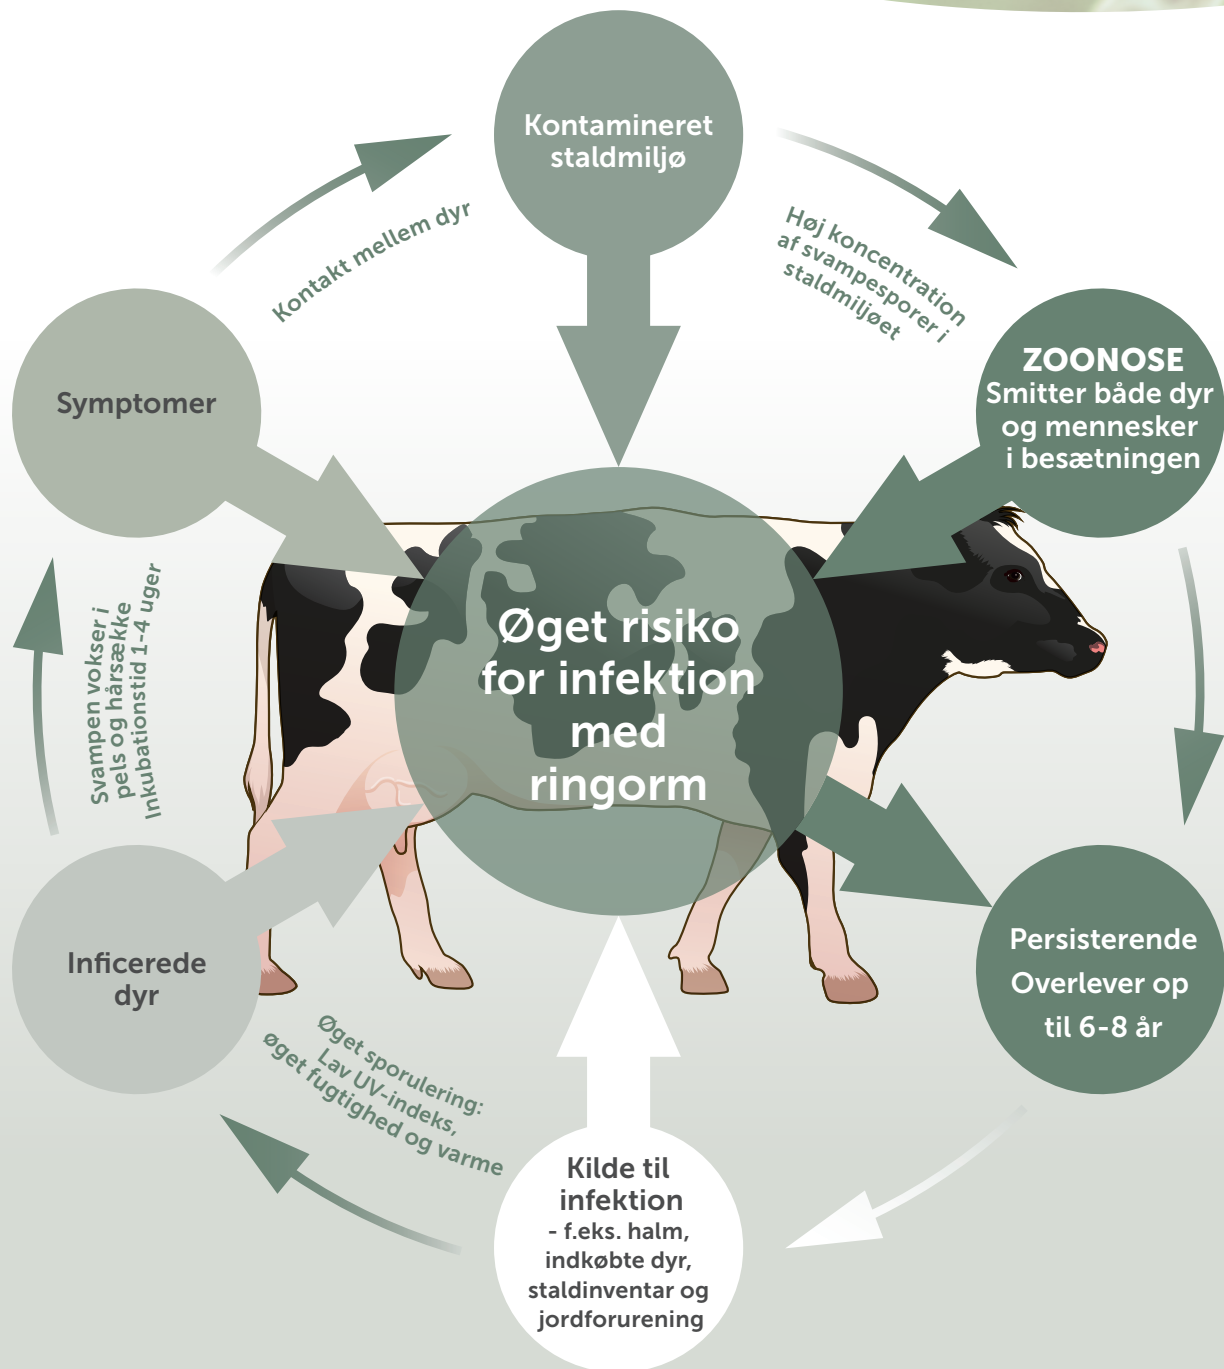 Kontamineret
staldmiljø
Kontakt mellem dyr
Høj koncentration
af svampesporer i
staldmiljøet
Symptomer
ZOONOSE
Smitter både dyr
og mennesker
i besætningen
Svampen vokser i
pels og hårsække
Inkubationstid 1-4 uger
Øget risiko
for infektion
med
ringorm
Inficerede
dyr
Persisterende
Overlever op
til 6-8 år
Øget sporulering:
Lav UV-indeks,
øget fugtighed og varme
Kilde til
infektion
- f.eks. halm,
indkøbte dyr,
staldinventar og
jordforurening